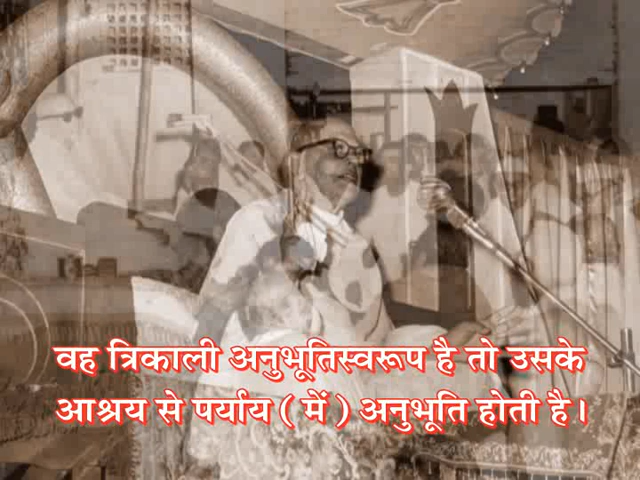 वह त्रिकाली अनुभूतिस्वरूप है तो उसके
आश्रय से पर्याय ( में ) अनुभूति होती है।